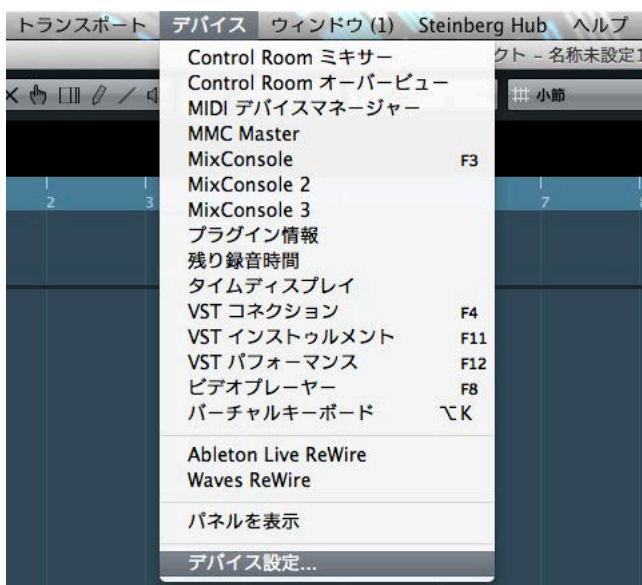 トランスポート デバイス ウィンドウ (1) Steinberg Hub ヘルプ
クト – 名称未設定1
Control Room ミキサー
Control Room オーバービュー
小節
MIDI デバイスマネージャー
MMC Master
MixConsole F3
MixConsole 2
2 3 7
MixConsole 3
プラグイン情報
残り録音時間
タイムディスプレイ
VST コネクション F4
VST インストゥルメント F11
VST パフォーマンス F12
ビデオプレーヤー F8
バーチャルキーボード ⌥K
Ableton Live ReWire
Waves ReWire
パネルを表示
デバイス設定...